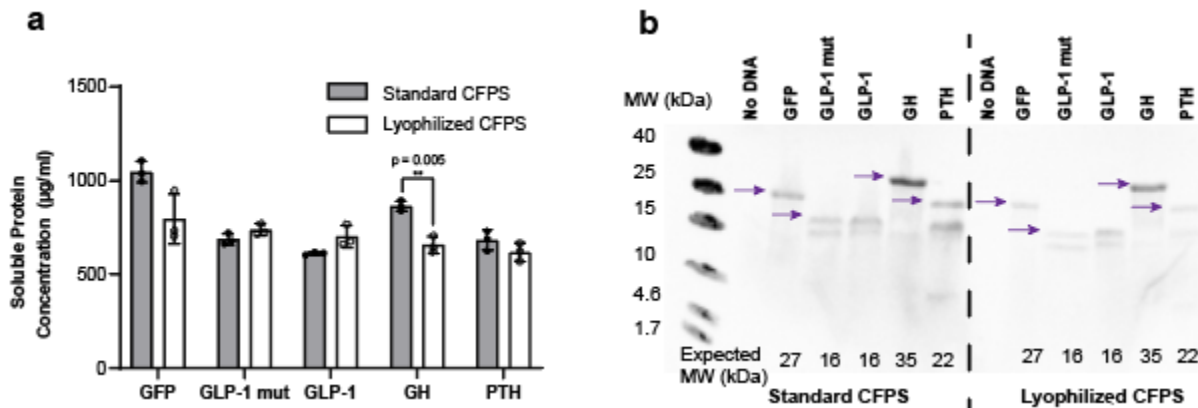 a
Soluble Protein
Concentration (µg/ml)
1500
1000
500
0
Standard CFPS
Lyophilized CFPS
p = 0.005
**
GFP GLP-1 mut GLP-1 GH PTH
b
MW (kDa)
No DNA
GFP
GLP-1 mut
GLP-1
GH
PTH
No DNA
GFP
GLP-1 mut
GLP-1
GH
PTH
40
25
15
10
4.6
1.7
Expected
MW (kDa)
27 16 16 35 22 27 16 16 35 22
Standard CFPS Lyophilized CFPS